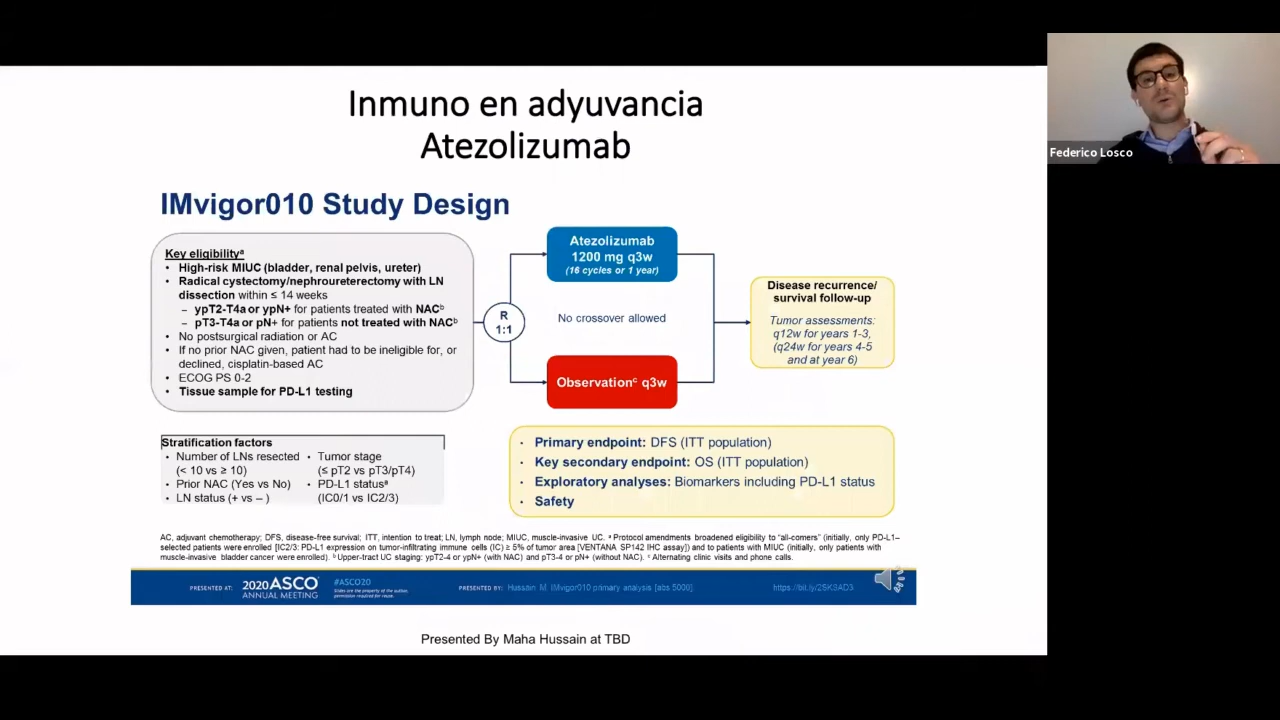 Inmuno en adyuvancia
Atezolizumab
IMvigor010 Study Design
Key eligibilityᵃ
• High-risk MIUC (bladder, renal pelvis, ureter)
• Radical cystectomy/nephroureterectomy with LN
dissection within ≤ 14 weeks
– ypT2-T4a or ypN+ for patients treated with NACᵇ
– pT3-T4a or pN+ for patients not treated with NACᵇ
• No postsurgical radiation or AC
• If no prior NAC given, patient had to be ineligible for, or
declined, cisplatin-based AC
• ECOG PS 0-2
• Tissue sample for PD-L1 testing
R
1:1
Atezolizumab
1200 mg q3w
(16 cycles or 1 year)
No crossover allowed
Observationᶜ q3w
Disease recurrence/
survival follow-up
Tumor assessments:
q12w for years 1-3,
(q24w for years 4-5
and at year 6)
Stratification factors
• Number of LNs resected
(< 10 vs ≥ 10)
• Prior NAC (Yes vs No)
• LN status (+ vs – )
• Tumor stage
(≤ pT2 vs pT3/pT4)
• PD-L1 statusᵃ
(IC0/1 vs IC2/3)
• Primary endpoint: DFS (ITT population)
• Key secondary endpoint: OS (ITT population)
• Exploratory analyses: Biomarkers including PD-L1 status
• Safety
AC, adjuvant chemotherapy; DFS, disease-free survival; ITT, intention to treat; LN, lymph node; MIUC, muscle-invasive UC. ᵃ Protocol amendments broadened eligibility to “all-comers” (initially, only PD-L1–
selected patients were enrolled [IC2/3: PD-L1 expression on tumor-infiltrating immune cells (IC) ≥ 5% of tumor area [VENTANA SP142 IHC assay]) and to patients with MIUC (initially, only patients with
muscle-invasive bladder cancer were enrolled). ᵇ Upper-tract UC staging: ypT2-4 or ypN+ (with NAC) and pT3-4 or pN+ (without NAC). ᶜ Alternating clinic visits and phone calls.
PRESENTED AT:
2020 ASCO
ANNUAL MEETING
#ASCO20
Slides are the property of the author,
permission required for reuse.
PRESENTED BY: Hussain M. IMvigor010 primary analysis [abs 5000].
https://bit.ly/2SKSAD3
Presented By Maha Hussain at TBD
Federico Losco